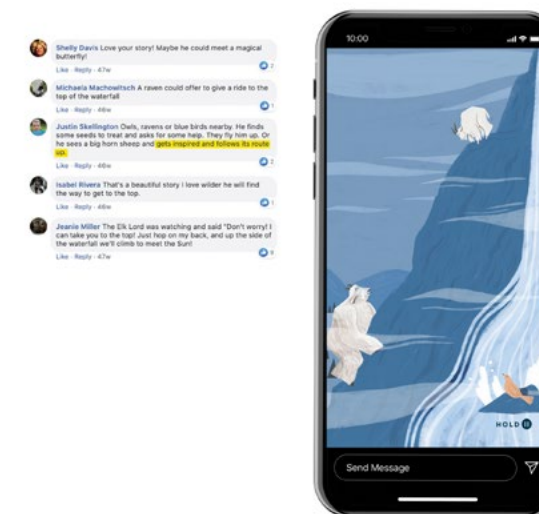 Shelly Davis Love your story! Maybe he could meet a magical
butterfly!
Like · Reply · 47w
2
Michaela Machowitsch A raven could offer to give a ride to the
top of the waterfall
Like · Reply · 46w
1
Justin Skellington Owls, ravens or blue birds nearby. He finds
some seeds to treat and asks for some help. They fly him up. Or
he sees a big horn sheep and gets inspired and follows its route
up.
Like · Reply · 46w
2
Isabel Rivera That's a beautiful story I love wilder he will find
the way to get to the top.
Like · Reply · 46w
1
Jeanie Miller The Elk Lord was watching and said "Don't worry! I
can take you to the top! Just hop on my back, and up the side of
the waterfall we'll climb to meet the Sun!
Like · Reply · 47w
10:00
HOLD
Send Message